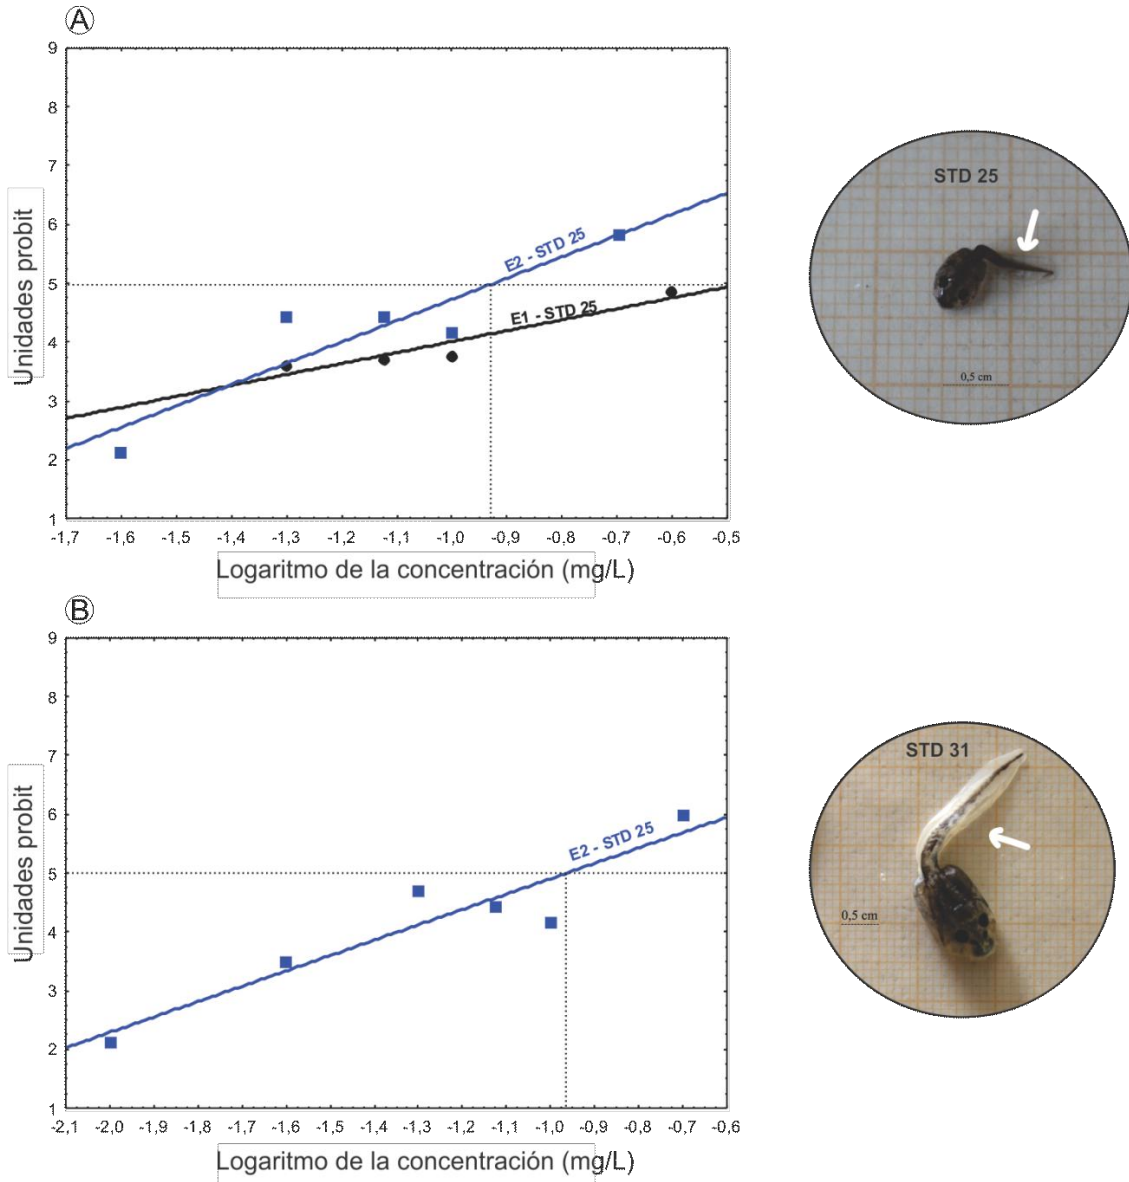 A
9
8
7
6
5
4
3
2
1
Unidades probit
E2 - STD 25
E1 - STD 25
-1,7 -1,6 -1,5 -1,4 -1,3 -1,2 -1,1 -1,0 -0,9 -0,8 -0,7 -0,6 -0,5
Logaritmo de la concentración (mg/L)
STD 25
0,5 cm
B
9
8
7
6
5
4
3
2
1
Unidades probit
E2 - STD 25
-2,1 -2,0 -1,9 -1,8 -1,7 -1,6 -1,5 -1,4 -1,3 -1,2 -1,1 -1,0 -0,9 -0,8 -0,7 -0,6
Logaritmo de la concentración (mg/L)
STD 31
0,5 cm